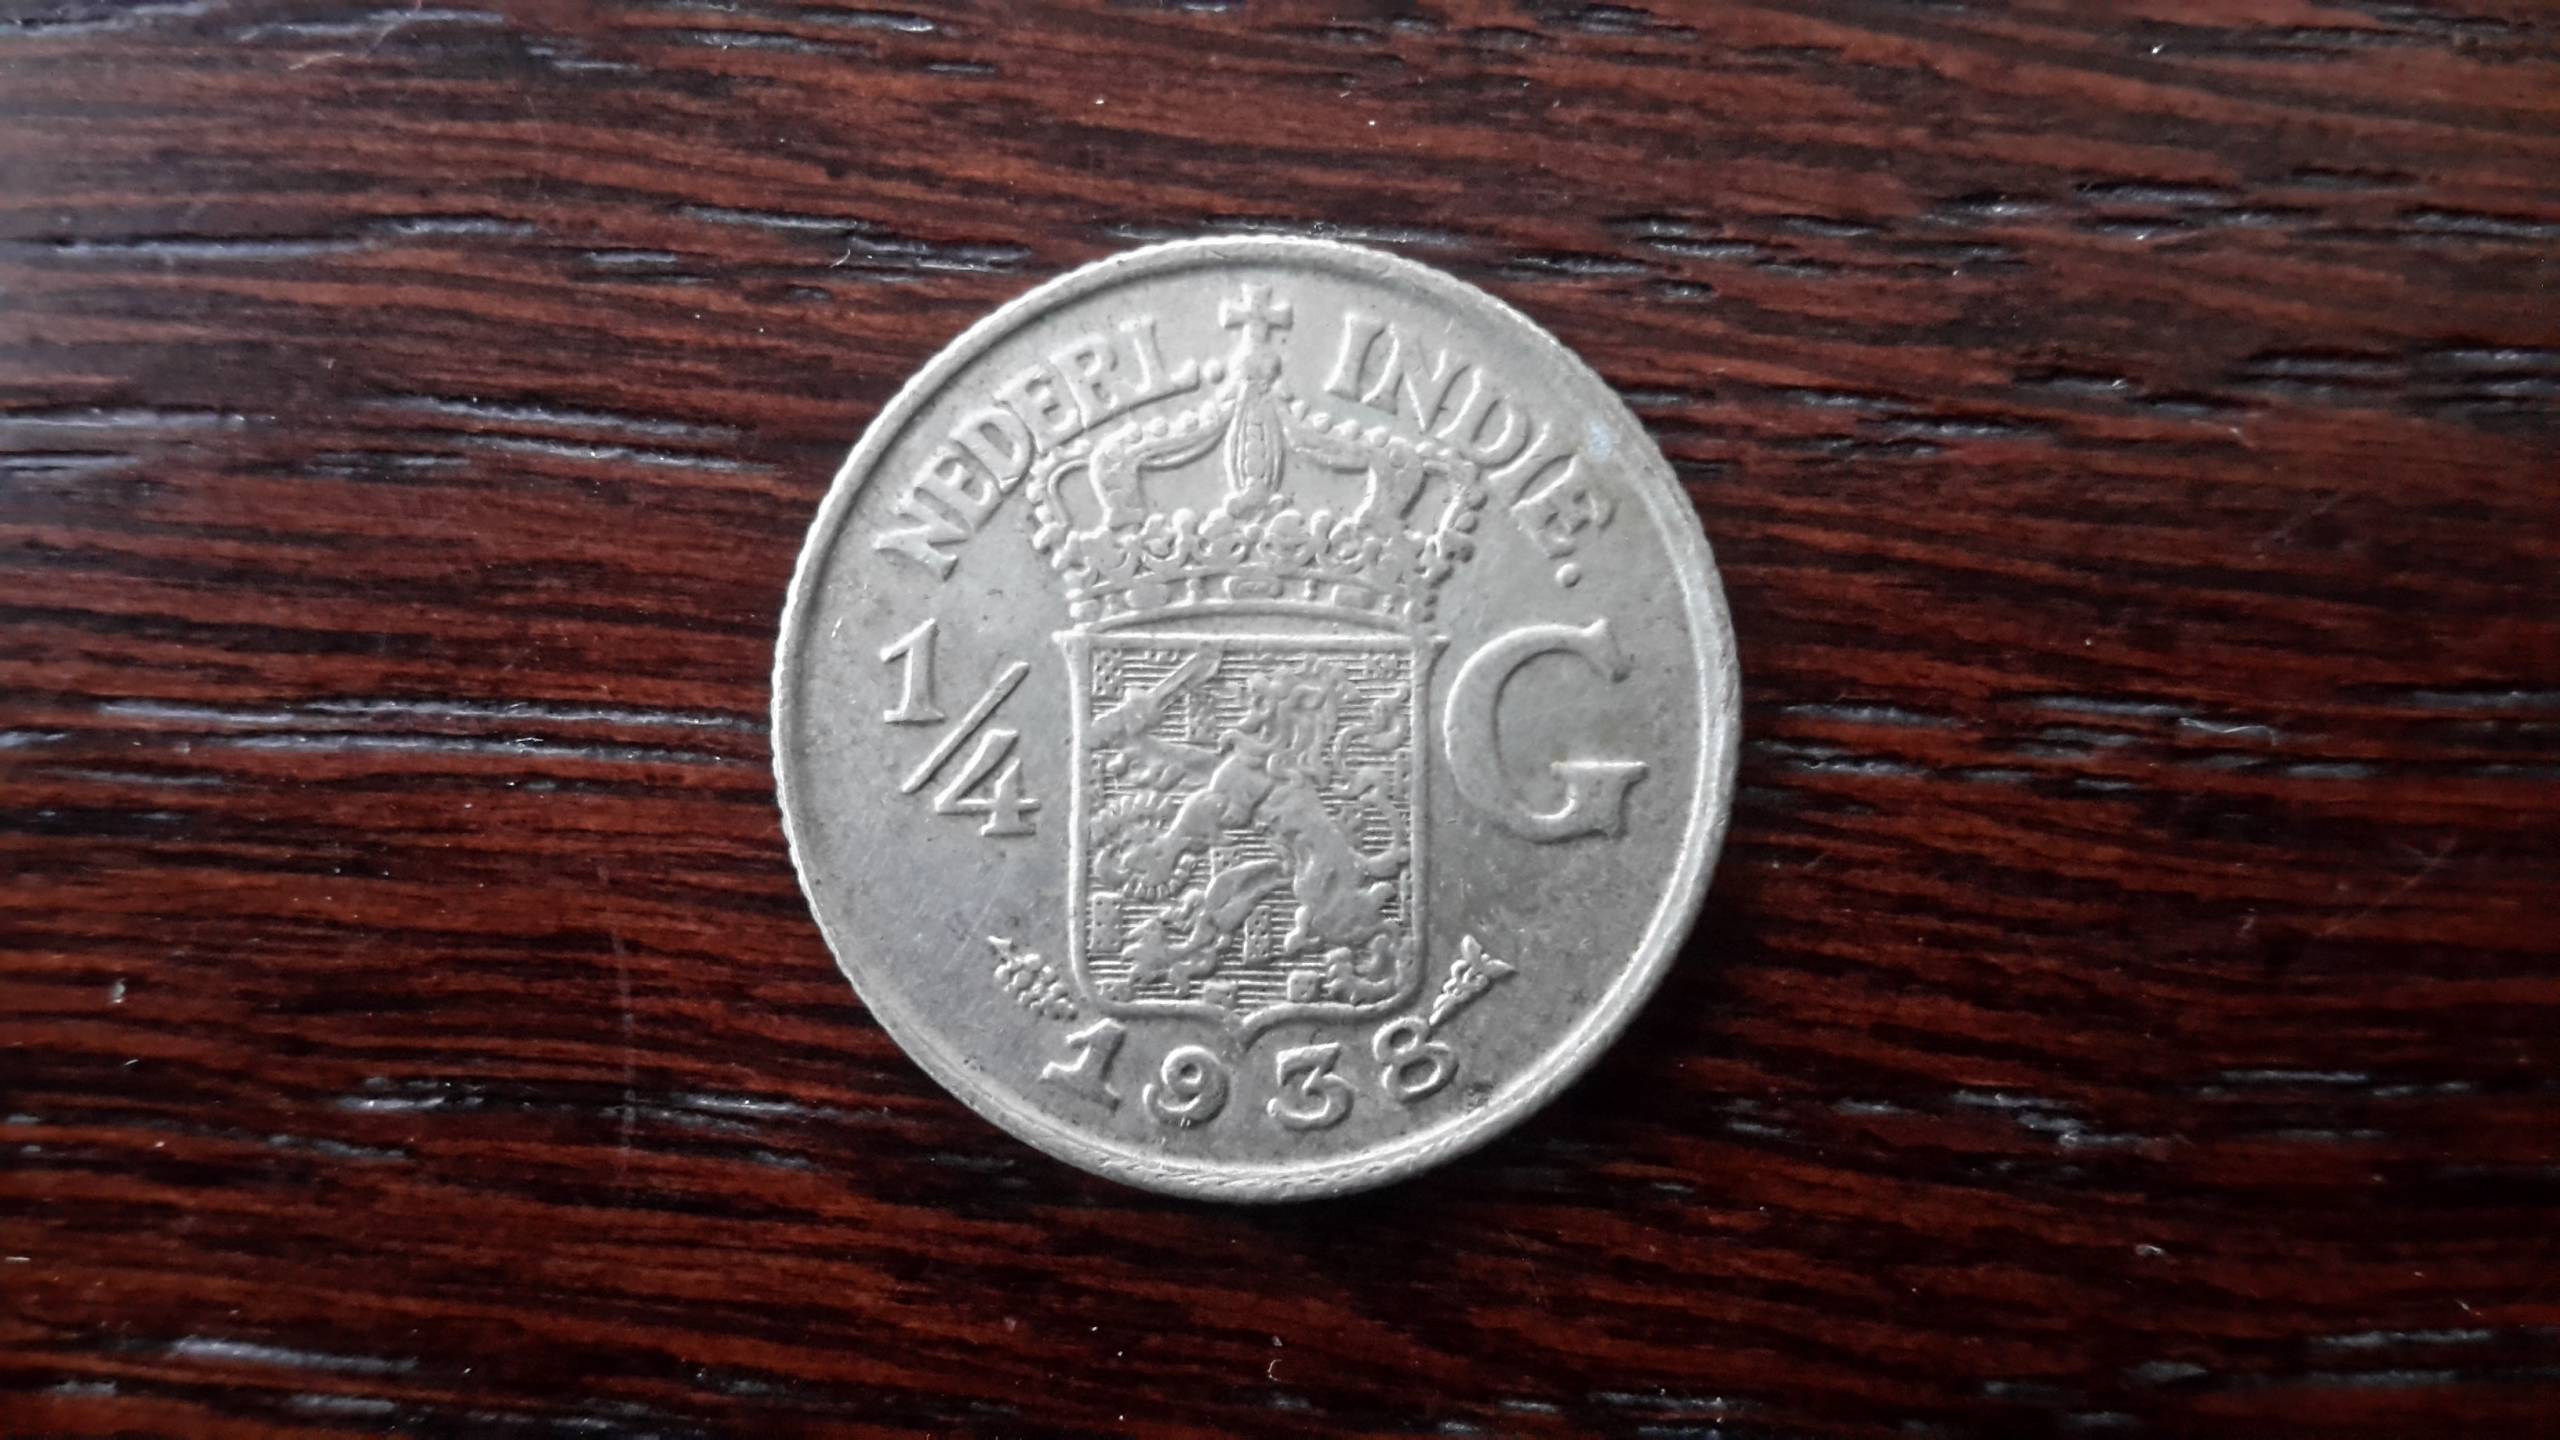 NEDERL. INDIE.
1/4 G
1938